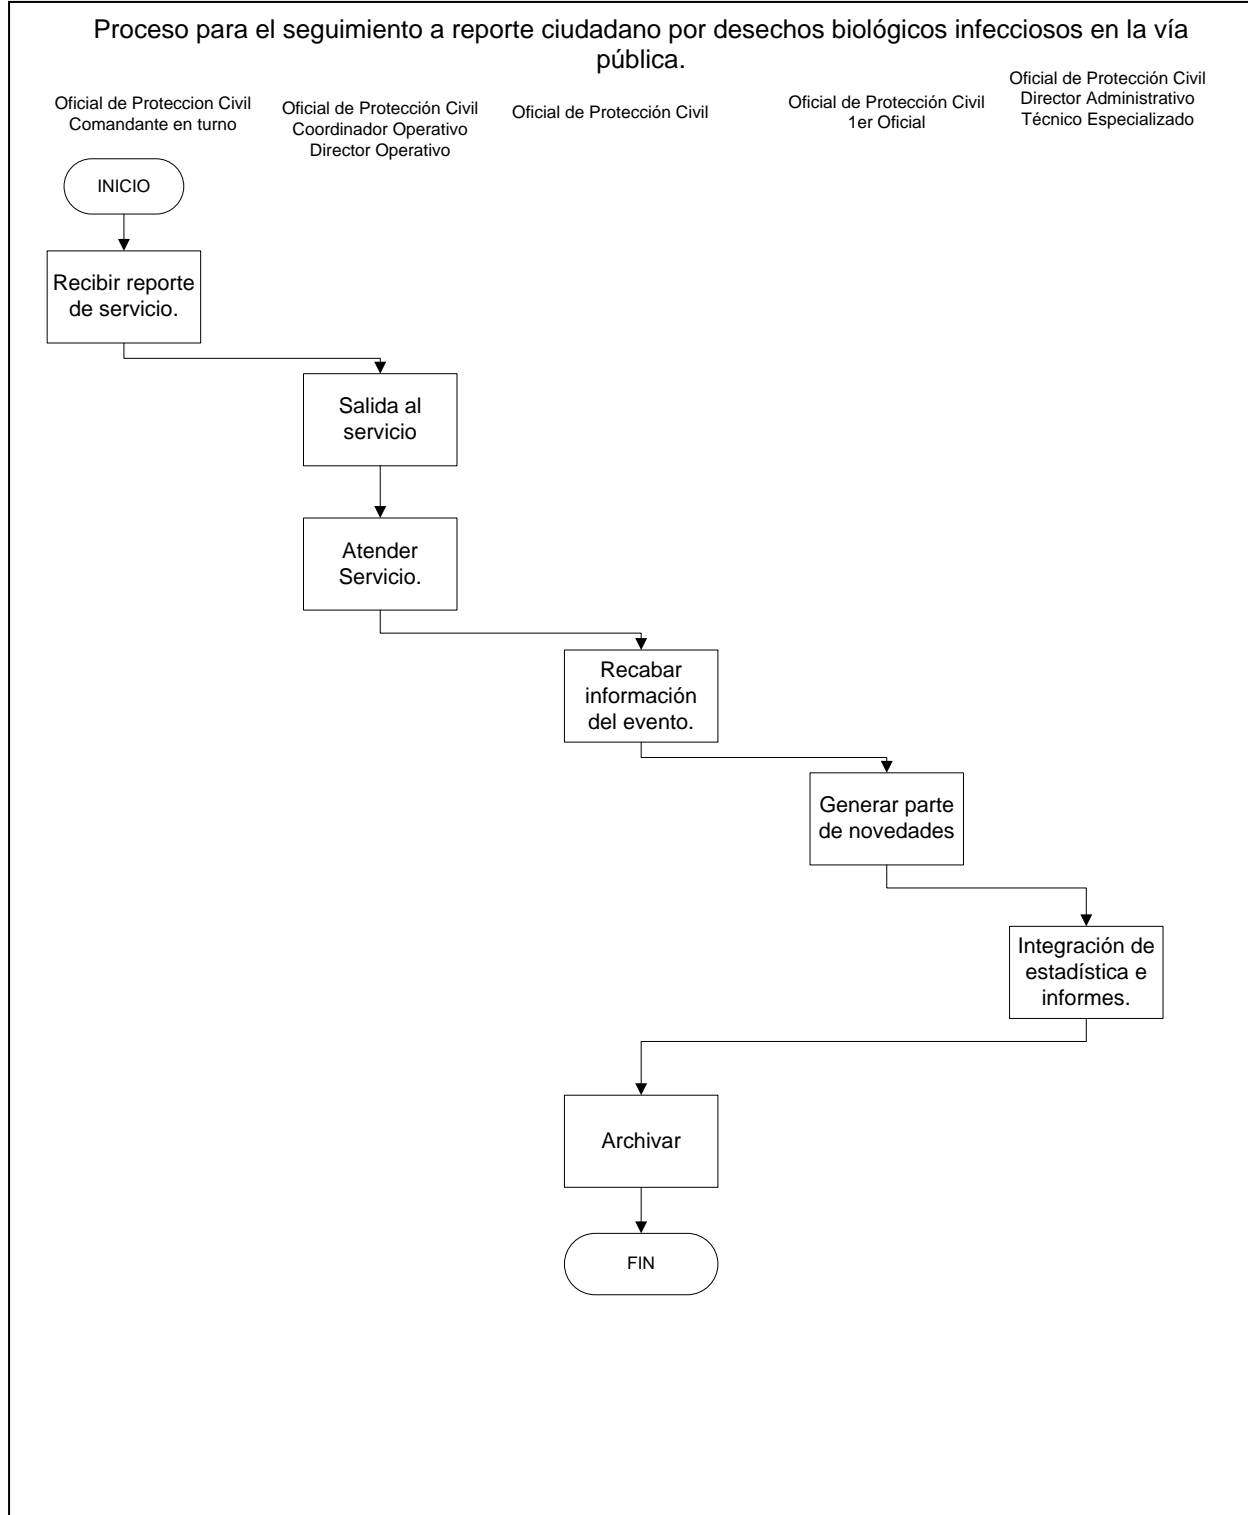 Proceso para el seguimiento a reporte ciudadano por desechos biológicos infecciosos en la vía
pública.
Oficial de Proteccion Civil
Comandante en turno
Oficial de Protección Civil
Coordinador Operativo
Director Operativo
Oficial de Protección Civil
Oficial de Protección Civil
1er Oficial
Oficial de Protección Civil
Director Administrativo
Técnico Especializado
INICIO
Recibir reporte
de servicio.
Salida al
servicio
Atender
Servicio.
Recabar
información
del evento.
Generar parte
de novedades
Integración de
estadística e
informes.
Archivar
FIN